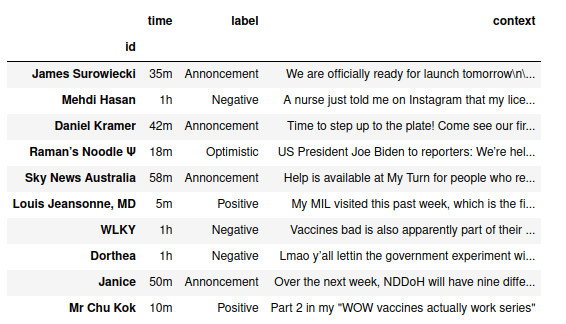 time label context
id
James Surowiecki 35m Annoncement We are officially ready for launch tomorrow\n\...
Mehdi Hasan 1h Negative A nurse just told me on Instagram that my lice...
Daniel Kramer 42m Annoncement Time to step up to the plate! Come see our fir...
Raman’s Noodle Ψ 18m Optimistic US President Joe Biden to reporters: We’re hel...
Sky News Australia 58m Annoncement Help is available at My Turn for people who re...
Louis Jeansonne, MD 5m Positive My MIL visited this past week, which is the fi...
WLKY 1h Negative Vaccines bad is also apparently part of their ...
Dorthea 1h Negative Lmao y’all lettin the government experiment wi...
Janice 50m Annoncement Over the next week, NDDoH will have nine diffe...
Mr Chu Kok 10m Positive Part 2 in my "WOW vaccines actually work series"